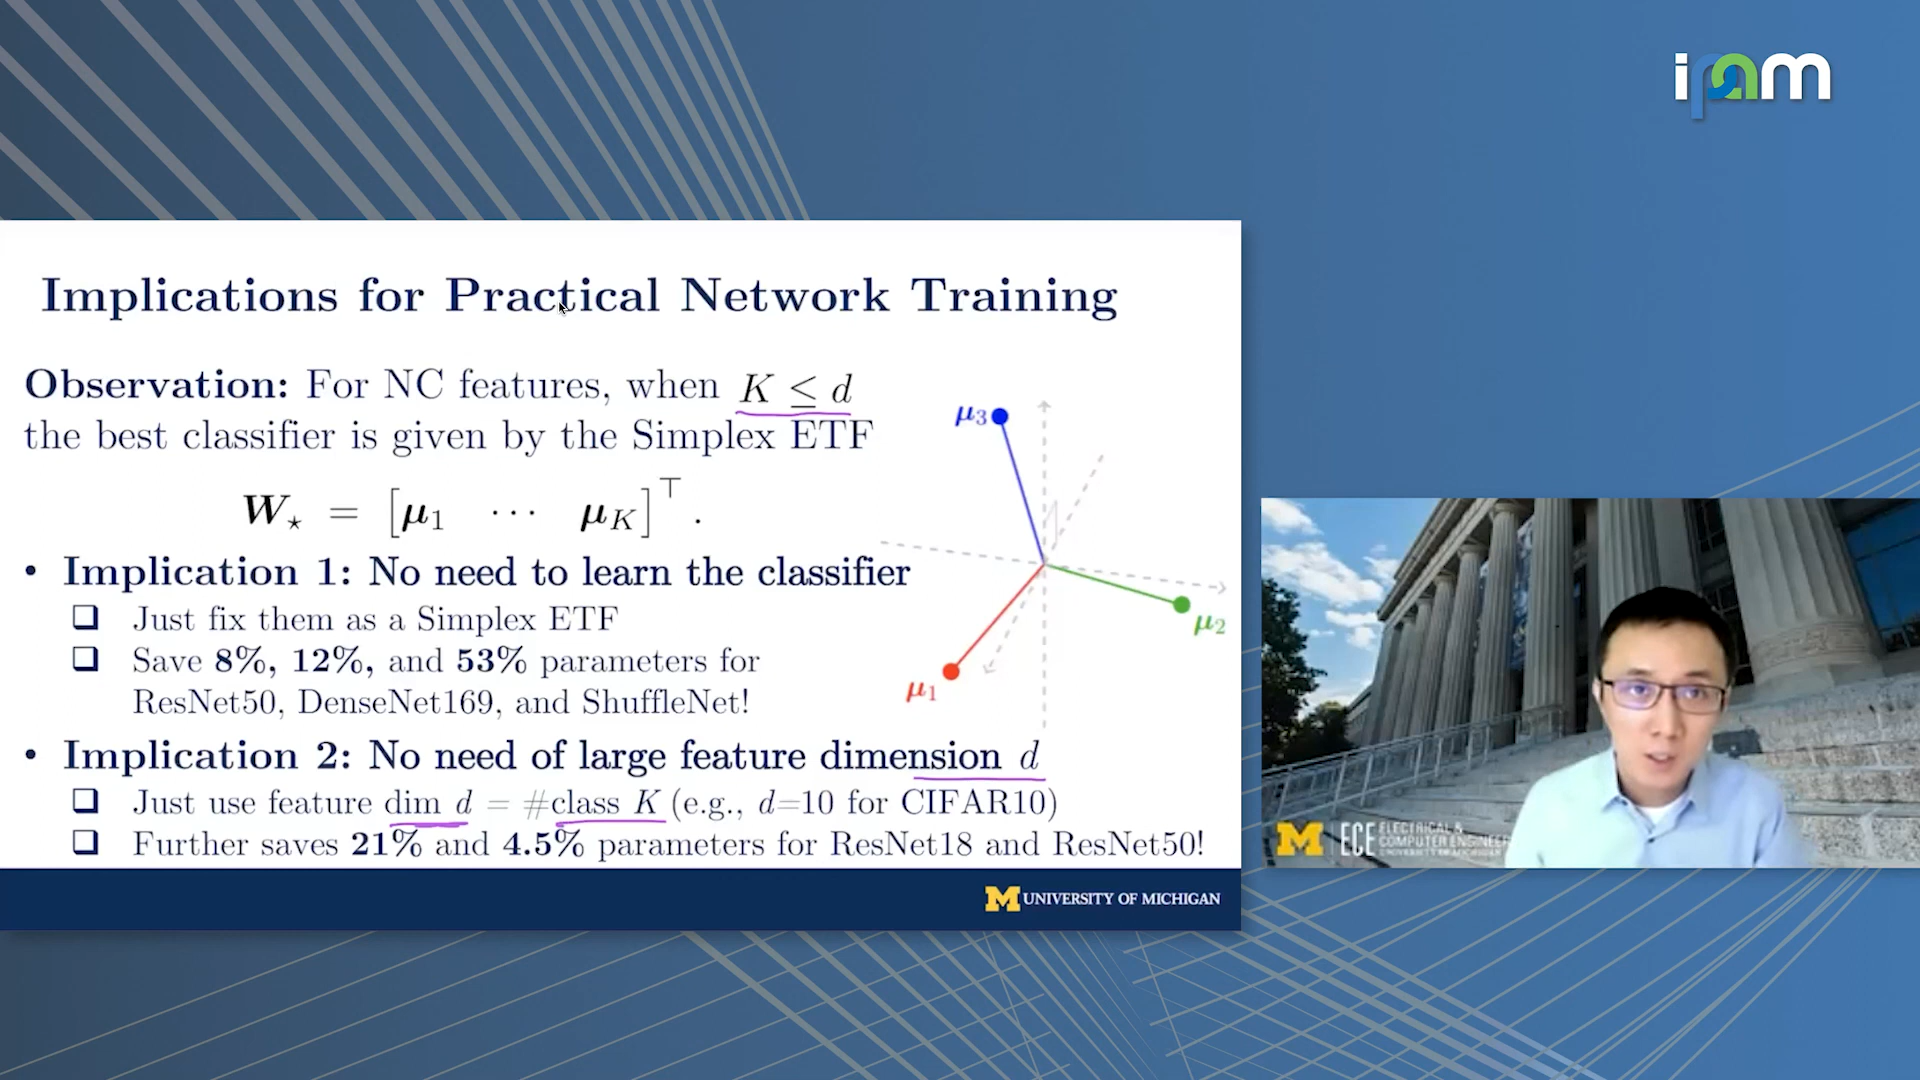 ipam
Implications for Practical Network Training
Observation: For NC features, when K ≤ d
the best classifier is given by the Simplex ETF
W⋆ = [μ1 ··· μK]⊤ .
• Implication 1: No need to learn the classifier
❑ Just fix them as a Simplex ETF
❑ Save 8%, 12%, and 53% parameters for
ResNet50, DenseNet169, and ShuffleNet!
• Implication 2: No need of large feature dimension d
❑ Just use feature dim d = #class K (e.g., d=10 for CIFAR10)
❑ Further saves 21% and 4.5% parameters for ResNet18 and ResNet50!
μ3
μ2
μ1
M UNIVERSITY OF MICHIGAN
M ECE ELECTRICAL &
COMPUTER ENGINEER
UNIVERSITY OF MICHIGAN